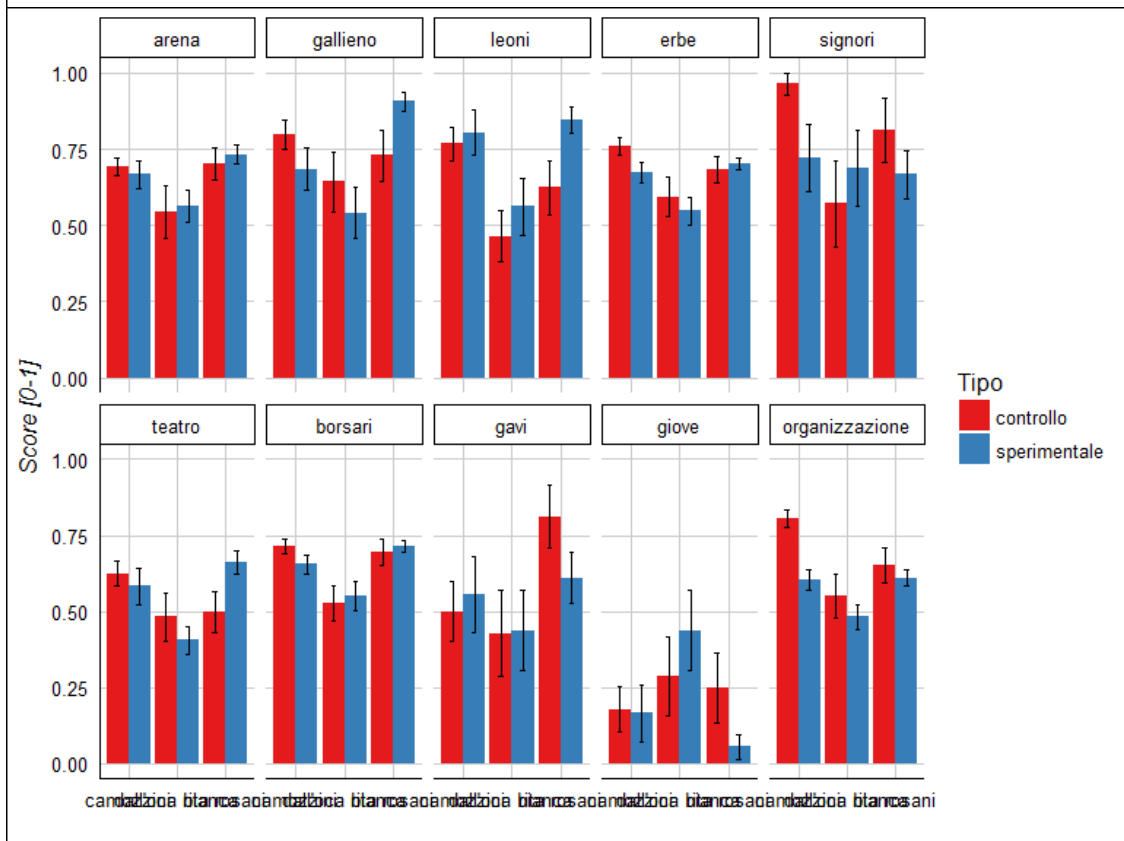 arena gallieno leoni erbe signori
1.00
0.75
0.50
0.25
0.00
Score [0-1]
teatro borsari gavi giove organizzazione
1.00
0.75
0.50
0.25
0.00
Tipo
controllo
sperimentale